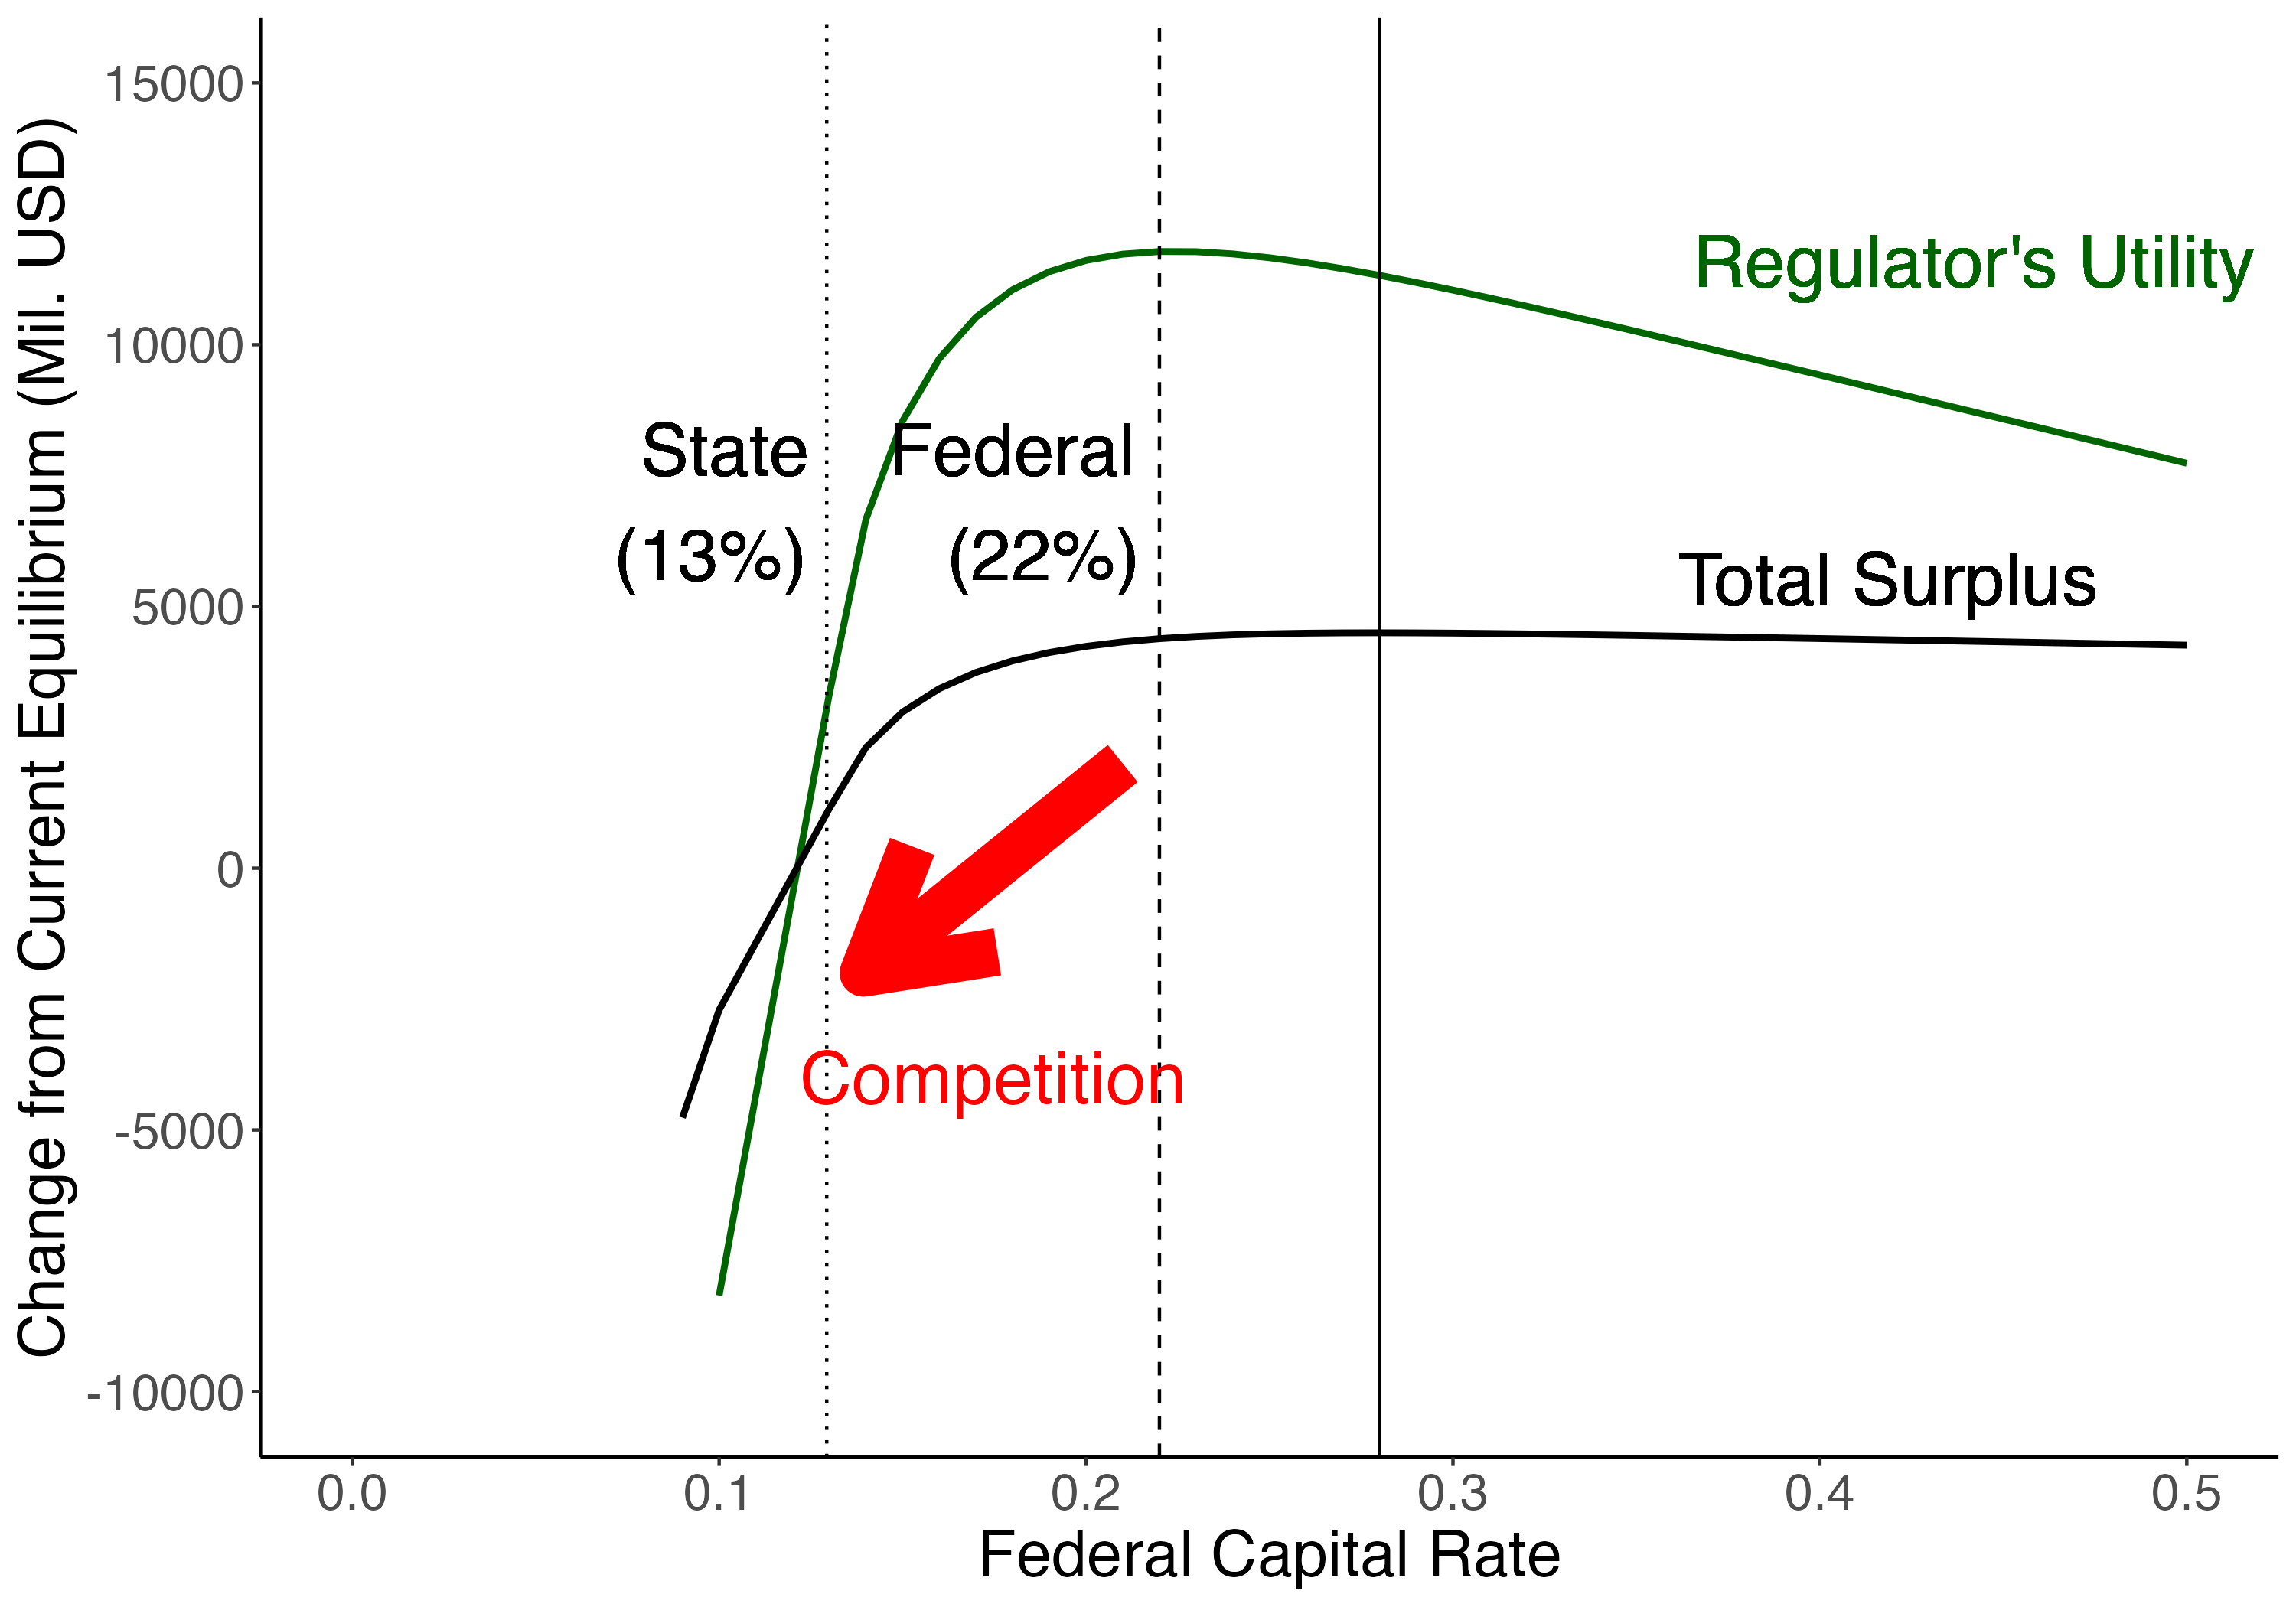 Change from Current Equilibrium (Mil. USD)
15000
10000
5000
0
-5000
-10000
Regulator's Utility
State
(13%)
Federal
(22%)
Total Surplus
Competition
0.0
0.1
0.2
0.3
0.4
0.5
Federal Capital Rate